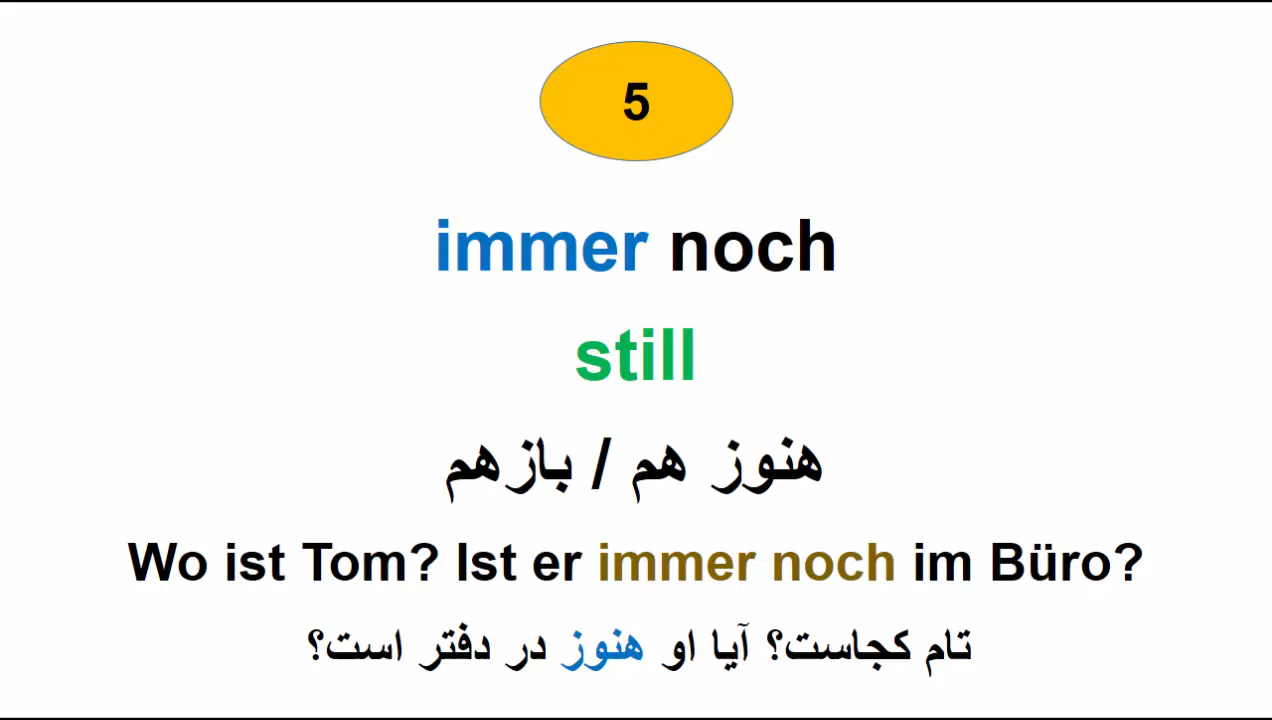 5
immer noch
still
هنوز هم / بازهم
Wo ist Tom? Ist er immer noch im Büro?
تام کجاست؟ آیا او هنوز در دفتر است؟